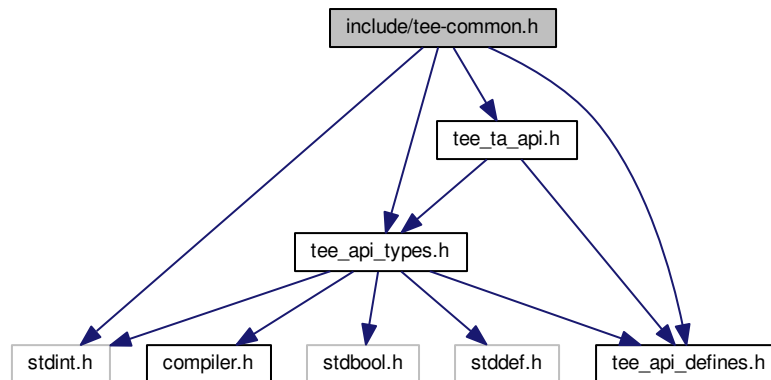 include/tee-common.h
tee_ta_api.h
tee_api_types.h
stdint.h
compiler.h
stdbool.h
stddef.h
tee_api_defines.h